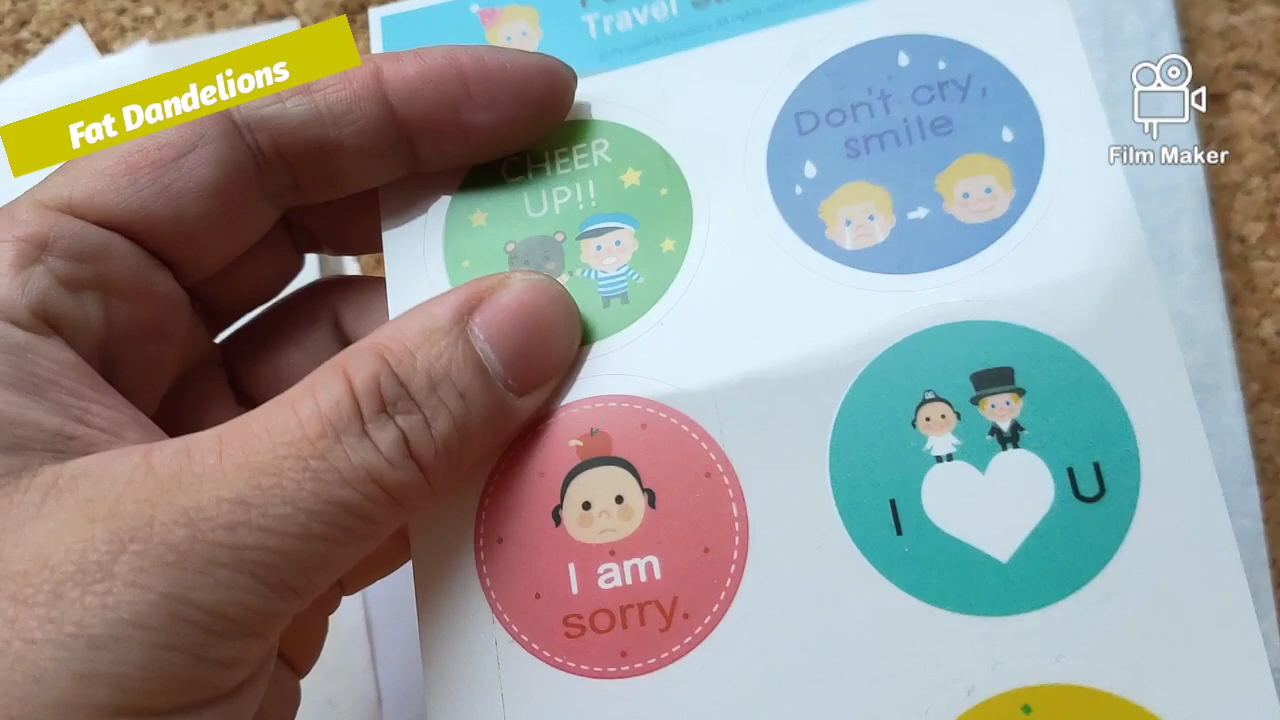 Fat Dandelions
Travel
Film Maker
CHEER
UP!!
Don't cry,
smile
I am
sorry.
I
U